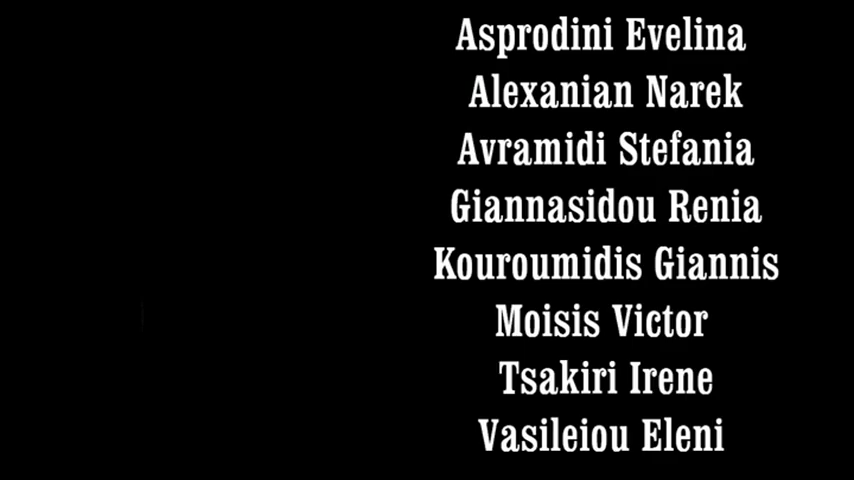 Asprodini Evelina
Alexanian Narek
Avramidi Stefania
Giannasidou Renia
Kouroumidis Giannis
Moisis Victor
Tsakiri Irene
Vasileiou Eleni